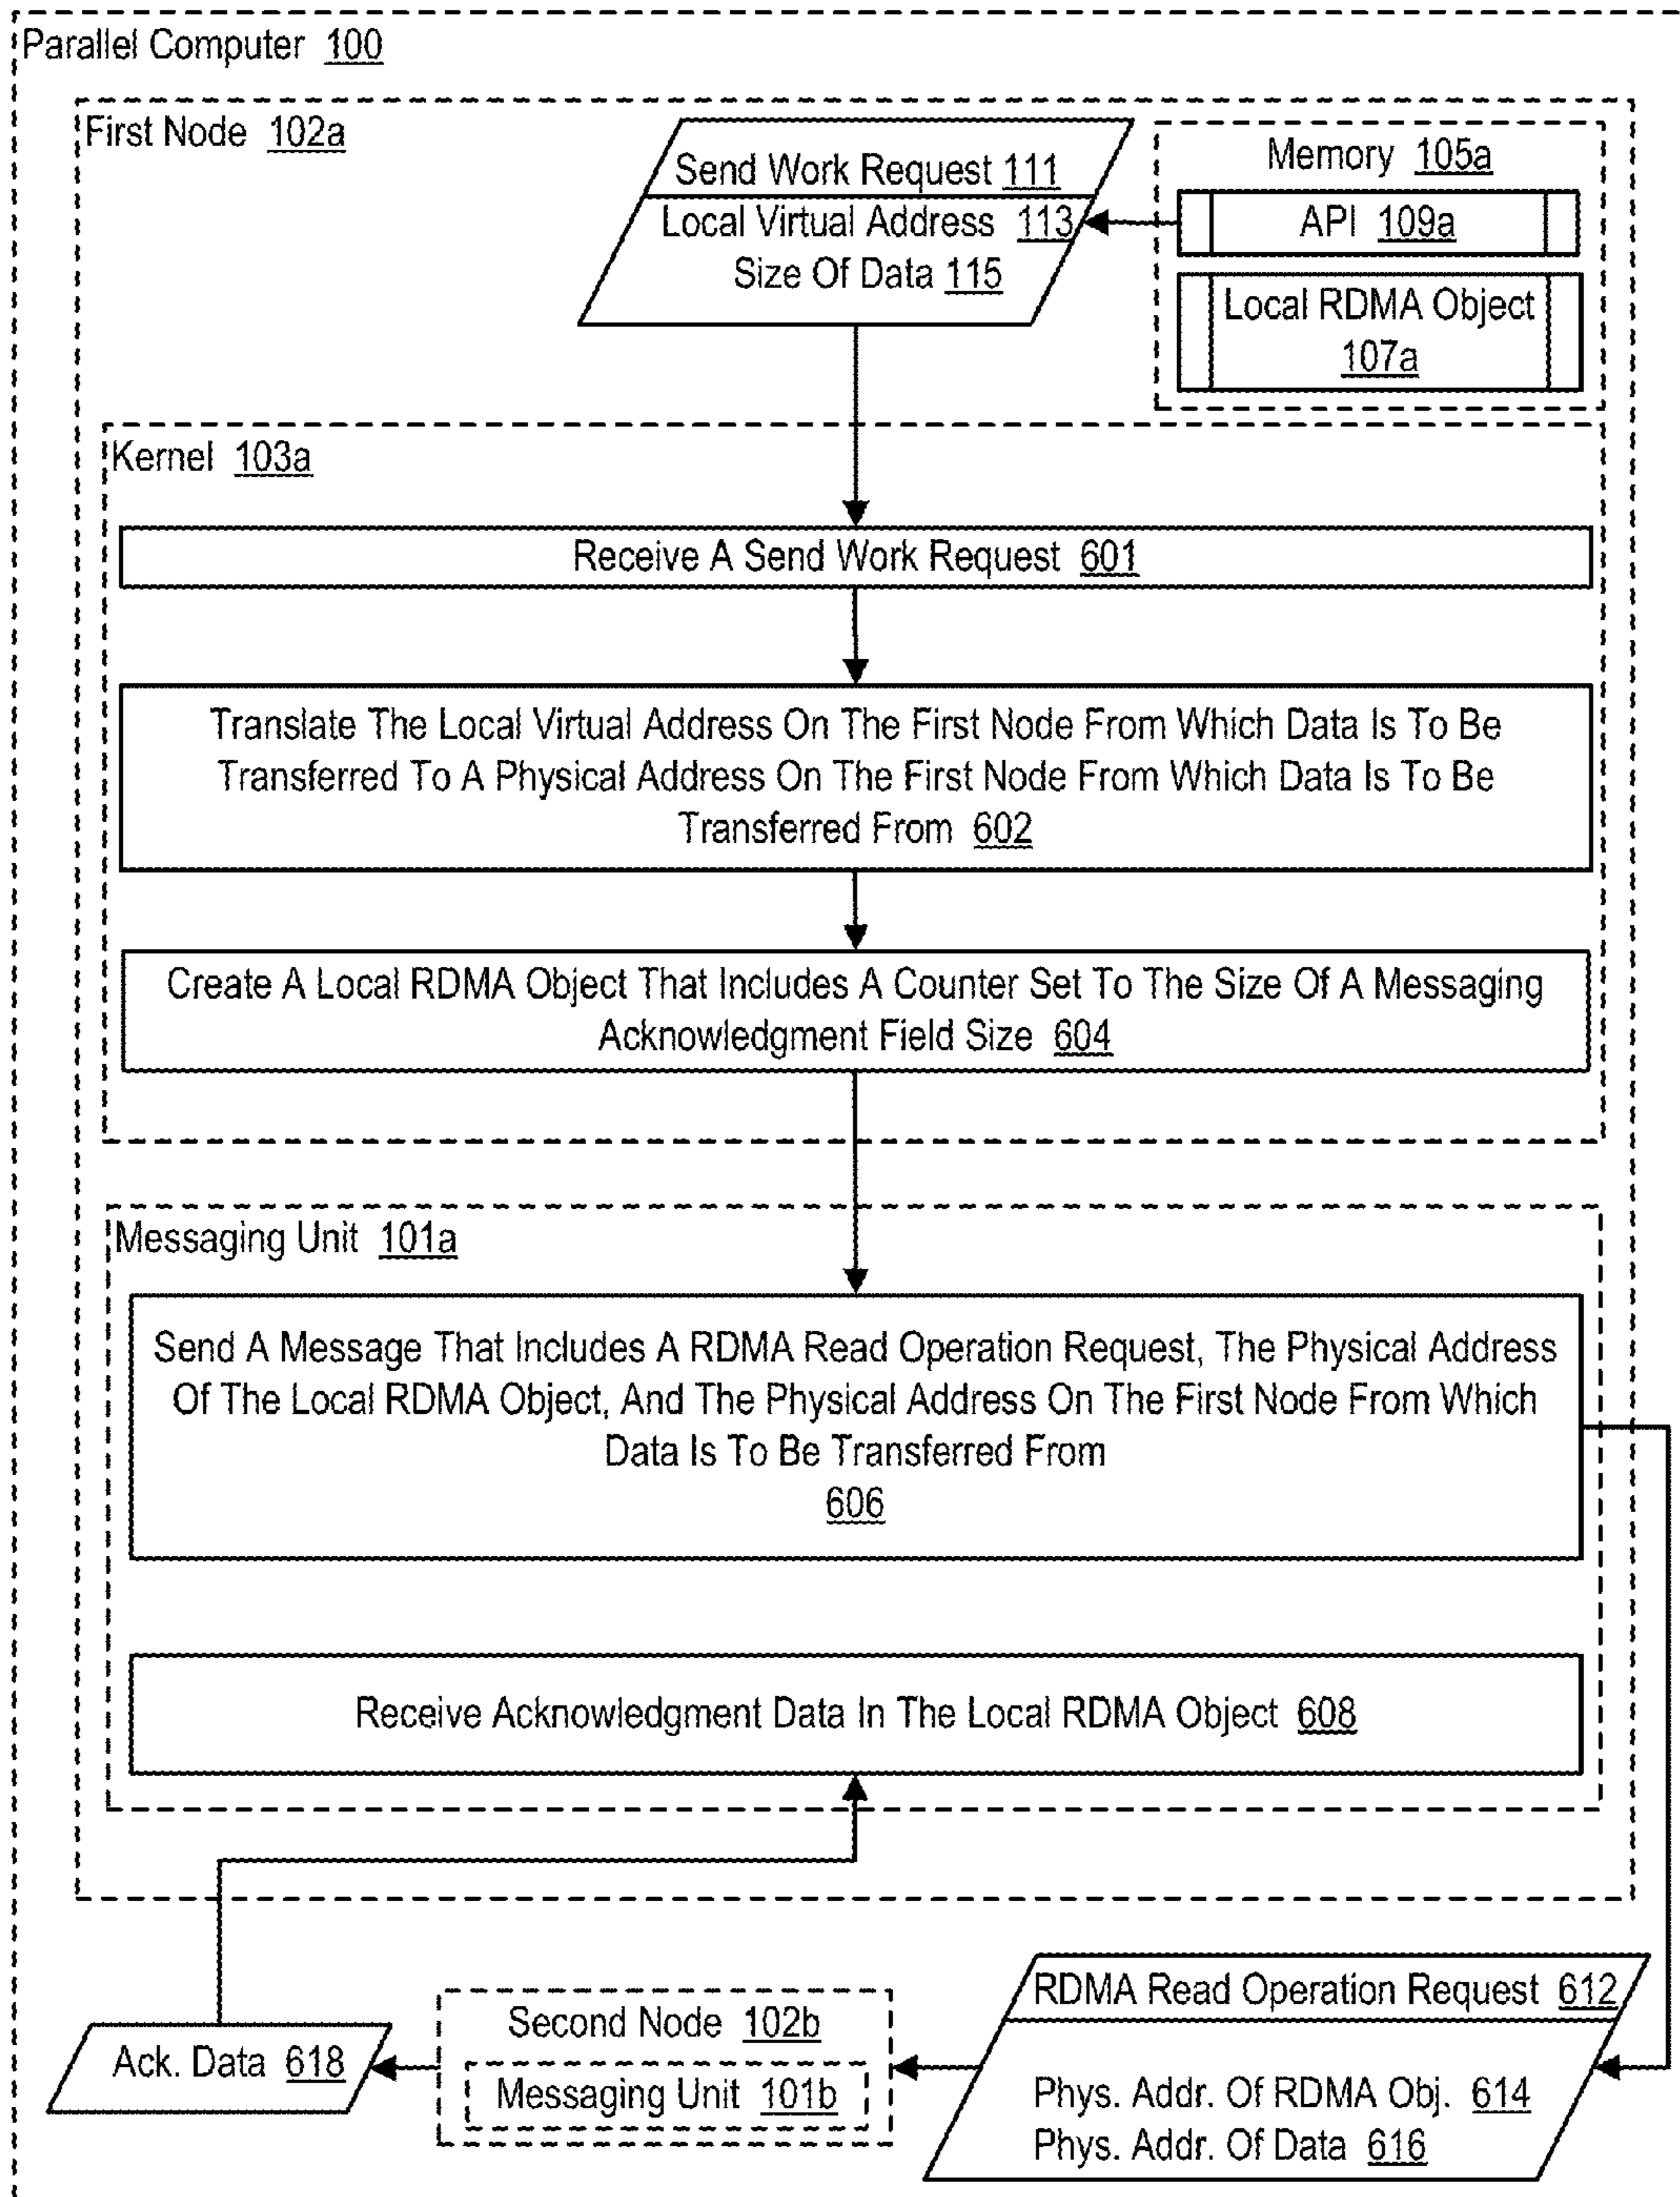 Parallel Computer 100
First Node 102a
Send Work Request 111
Local Virtual Address 113
Size Of Data 115
Memory 105a
API 109a
Local RDMA Object
107a
Kernel 103a
Receive A Send Work Request 601
Translate The Local Virtual Address On The First Node From Which Data Is To Be
Transferred To A Physical Address On The First Node From Which Data Is To Be
Transferred From 602
Create A Local RDMA Object That Includes A Counter Set To The Size Of A Messaging
Acknowledgment Field Size 604
Messaging Unit 101a
Send A Message That Includes A RDMA Read Operation Request, The Physical Address
Of The Local RDMA Object, And The Physical Address On The First Node From Which
Data Is To Be Transferred From
606
Receive Acknowledgment Data In The Local RDMA Object 608
Ack. Data 618
Second Node 102b
Messaging Unit 101b
RDMA Read Operation Request 612
Phys. Addr. Of RDMA Obj. 614
Phys. Addr. Of Data 616